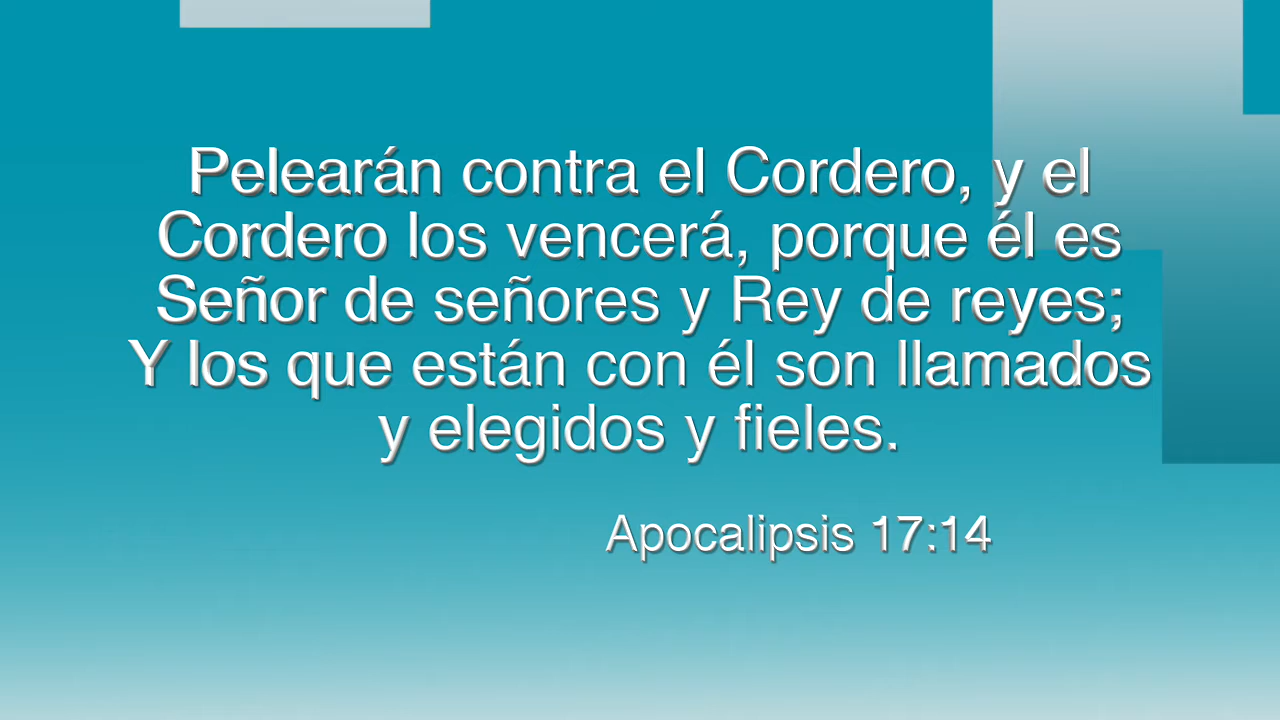 Pelearán contra el Cordero, y el
Cordero los vencerá, porque él es
Señor de señores y Rey de reyes;
Y los que están con él son llamados
y elegidos y fieles.
Apocalipsis 17:14